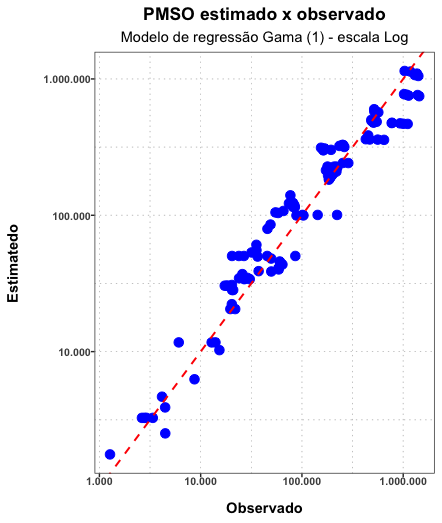 PMSO estimado x observado
Modelo de regressão Gama (1) - escala Log
Estimatedo
1.000.000
100.000
10.000
1.000
10.000
100.000
1.000.000
Observado